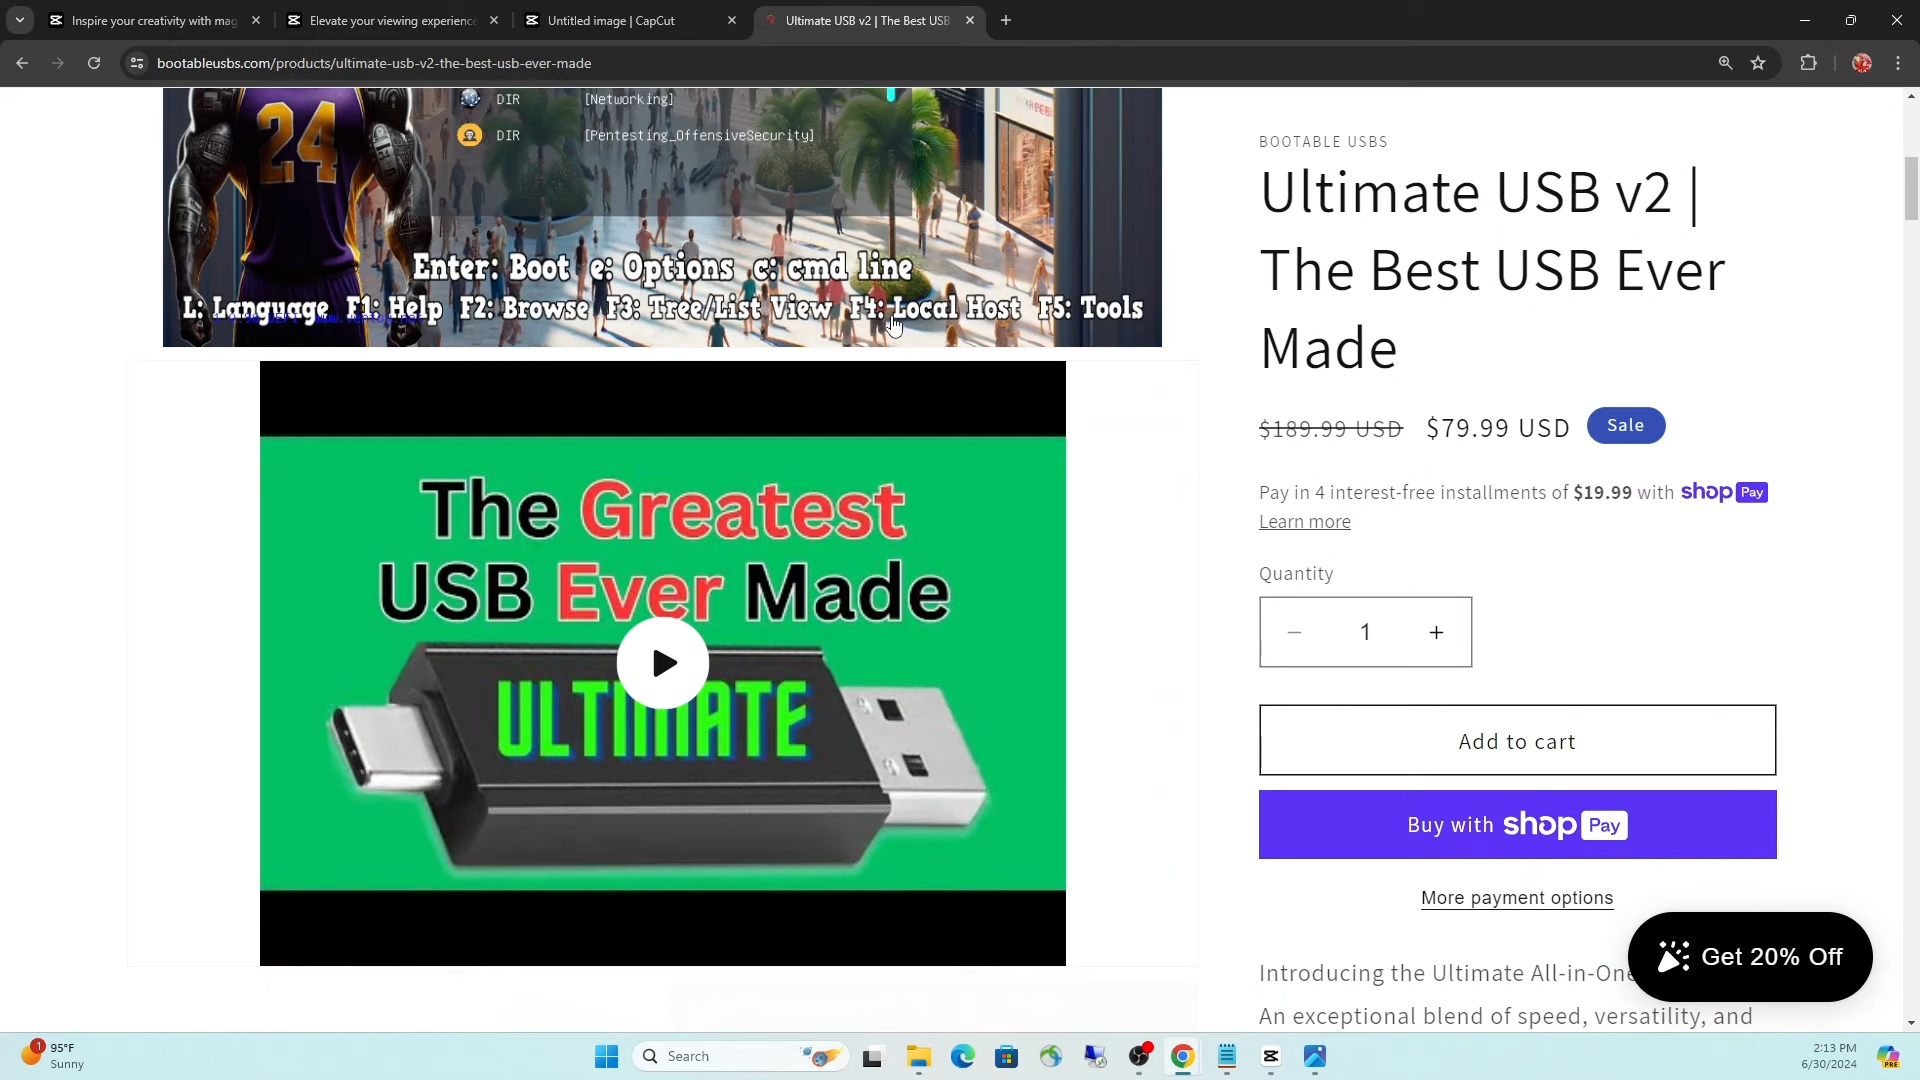 Inspire your creativity with mag
Elevate your viewing experience
Untitled image | CapCut
Ultimate USB v2 | The Best USB
bootableusbs.com/products/ultimate-usb-v2-the-best-usb-ever-made
DIR [Networking]
DIR [Pentesting_OffensiveSecurity]
24
Enter: Boot e: Options c: cmd line
L: Language F1: Help F2: Browse F3: Tree/List View F4: Local Host F5: Tools
The Greatest
USB Ever Made
ULTIMATE
BOOTABLE USBS
Ultimate USB v2 |
The Best USB Ever
Made
$189.99 USD $79.99 USD Sale
Pay in 4 interest-free installments of $19.99 with shop Pay
Learn more
Quantity
− 1 +
Add to cart
Buy with shop Pay
More payment options
Get 20% Off
Introducing the Ultimate All-in-One
An exceptional blend of speed, versatility, and
1
95°F
Sunny
Search
2:13 PM
6/30/2024
PRE